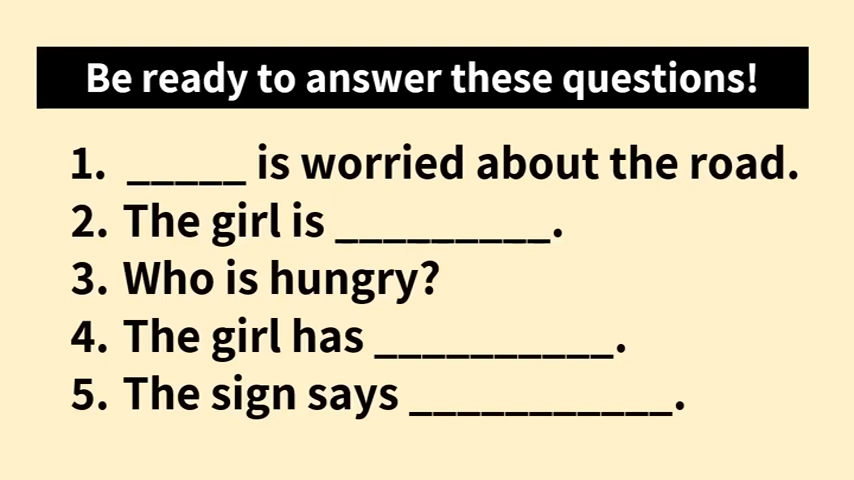 Be ready to answer these questions!
1. _____ is worried about the road.
2. The girl is _________.
3. Who is hungry?
4. The girl has __________.
5. The sign says ___________.